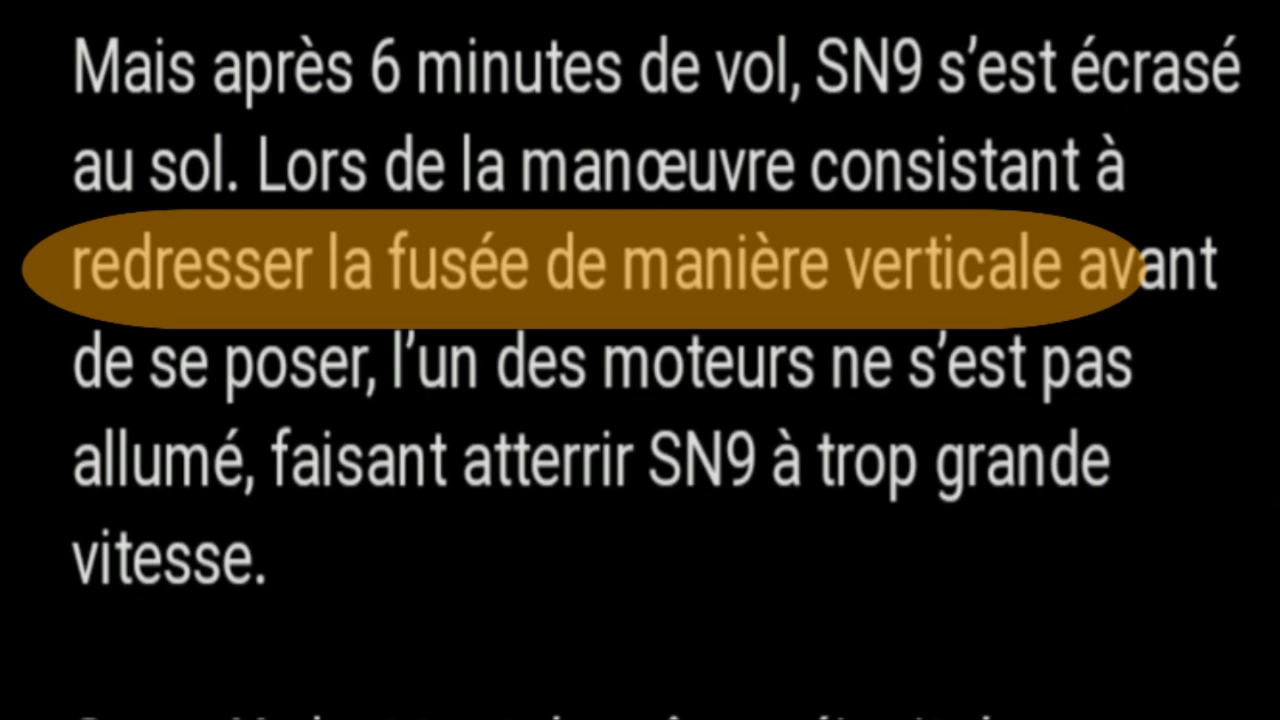 Mais après 6 minutes de vol, SN9 s’est écrasé
au sol. Lors de la manœuvre consistant à
redresser la fusée de manière verticale avant
de se poser, l’un des moteurs ne s’est pas
allumé, faisant atterrir SN9 à trop grande
vitesse.